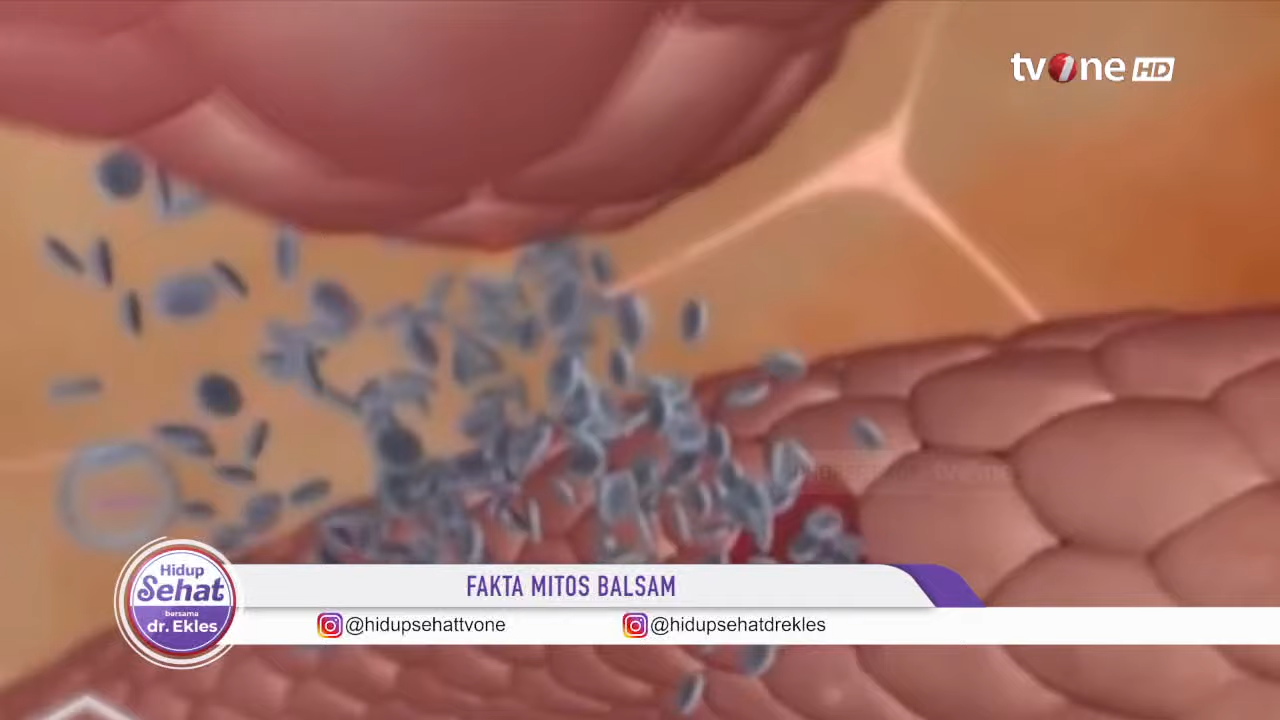 tvOne HD
FAKTA MITOS BALSAM
Hidup
Sehat
bersama
dr. Ekles
@hidupsehattvone
@hidupsehatdrekles